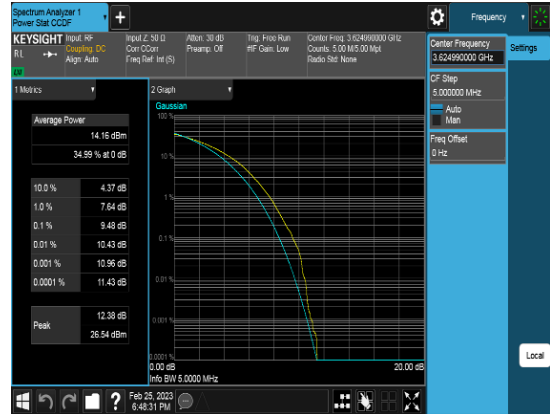 Spectrum Analyzer 1
Power Stat CCDF
Frequency
KEYSIGHT
RL
Input: RF
Coupling: DC
Align: Auto
Input Z: 50 Ω
Corr CCorr
Freq Ref: Int (S)
Atten: 30 dB
Preamp: Off
Trig: Free Run
#IF Gain: Low
Center Freq: 3.624990000 GHz
Counts: 5.00 M/5.00 Mpt
Radio Std: None
Center Frequency
3.624990000 GHz
Settings
CF Step
5.000000 MHz
Auto
Man
Freq Offset
0 Hz
1 Metrics
Average Power
14.16 dBm
34.99 % at 0 dB
10.0 % 4.37 dB
1.0 % 7.64 dB
0.1 % 9.48 dB
0.01 % 10.43 dB
0.001 % 10.96 dB
0.0001 % 11.43 dB
Peak
12.38 dB
26.54 dBm
2 Graph
Gaussian
100 %
10 %
1 %
0.1 %
0.01 %
0.001 %
0.0001 %
0.00 dB
20.00 dB
Info BW 5.0000 MHz
Local
Feb 25, 2023
6:48:31 PM